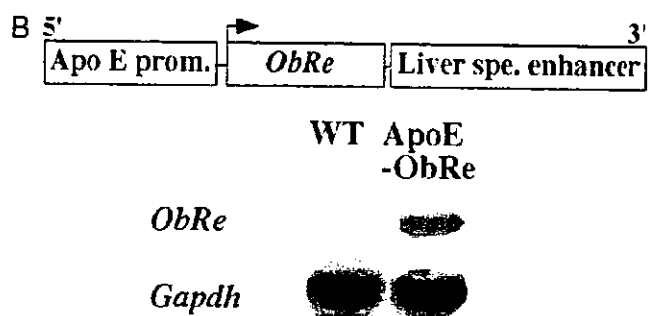 B 5' 3'
Apo E prom. ObRe Liver spe. enhancer
WT ApoE
-ObRe
ObRe
Gapdh